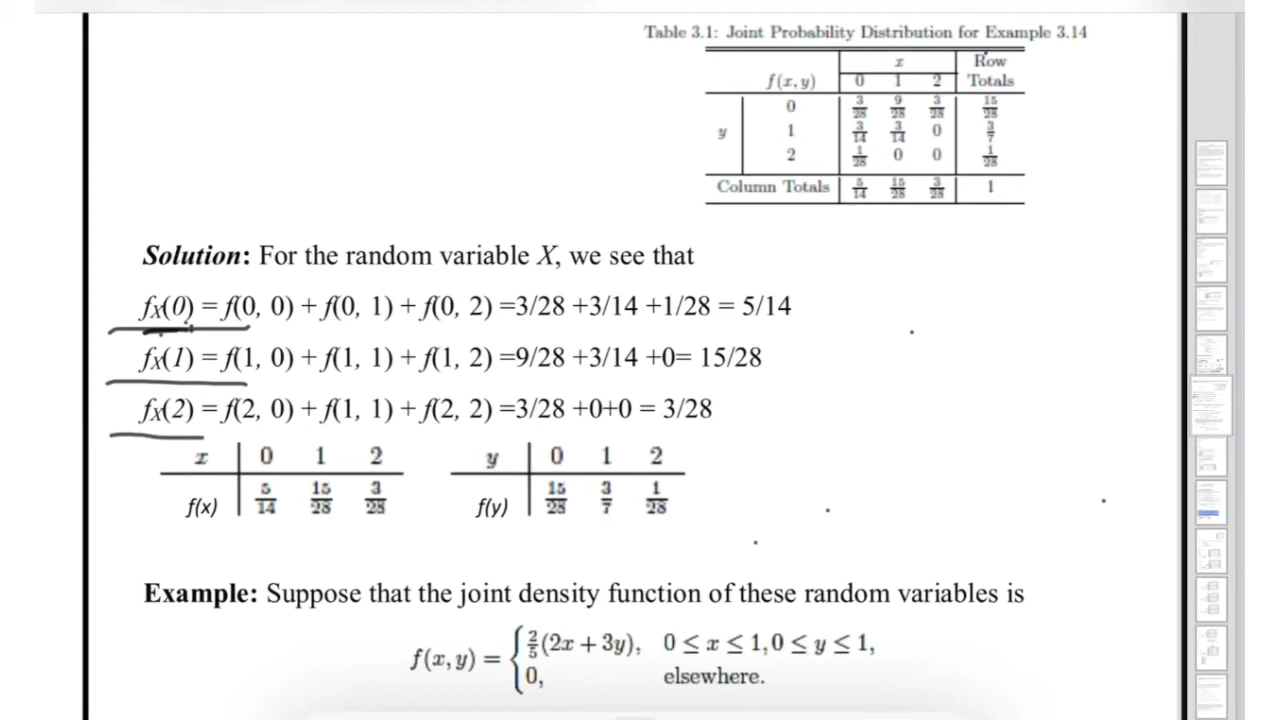 Table 3.1: Joint Probability Distribution for Example 3.14
x Row
f(x, y) 0 1 2 Totals
0 3/28 9/28 3/28 15/28
y 1 3/14 3/14 0 3/7
2 1/28 0 0 1/28
Column Totals 5/14 15/28 3/28 1
Solution: For the random variable X, we see that
fX(0) = f(0, 0) + f(0, 1) + f(0, 2) =3/28 +3/14 +1/28 = 5/14
fX(1) = f(1, 0) + f(1, 1) + f(1, 2) =9/28 +3/14 +0= 15/28
fX(2) = f(2, 0) + f(1, 1) + f(2, 2) =3/28 +0+0 = 3/28
x 0 1 2 y 0 1 2
f(x) 5/14 15/28 3/28 f(y) 15/28 3/7 1/28
Example: Suppose that the joint density function of these random variables is
f(x, y) = { 2/5(2x + 3y), 0 ≤ x ≤ 1, 0 ≤ y ≤ 1,
0, elsewhere.